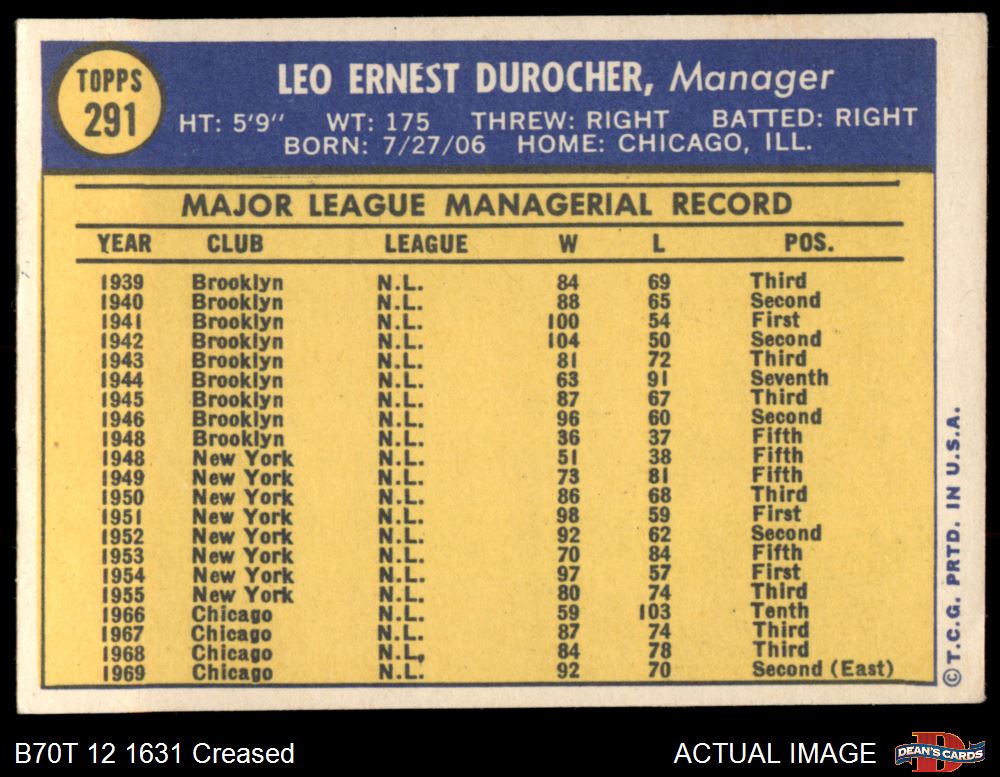 TOPPS
291
LEO ERNEST DUROCHER, Manager
HT: 5'9" WT: 175 THREW: RIGHT BATTED: RIGHT
BORN: 7/27/06 HOME: CHICAGO, ILL.
MAJOR LEAGUE MANAGERIAL RECORD
YEAR CLUB LEAGUE W L POS.
1939 Brooklyn N.L. 84 69 Third
1940 Brooklyn N.L. 88 65 Second
1941 Brooklyn N.L. 100 54 First
1942 Brooklyn N.L. 104 50 Second
1943 Brooklyn N.L. 81 72 Third
1944 Brooklyn N.L. 63 91 Seventh
1945 Brooklyn N.L. 87 67 Third
1946 Brooklyn N.L. 96 60 Second
1948 Brooklyn N.L. 36 37 Fifth
1948 New York N.L. 51 38 Fifth
1949 New York N.L. 73 81 Fifth
1950 New York N.L. 86 68 Third
1951 New York N.L. 98 59 First
1952 New York N.L. 92 62 Second
1953 New York N.L. 70 84 Fifth
1954 New York N.L. 97 57 First
1955 New York N.L. 80 74 Third
1966 Chicago N.L. 59 103 Tenth
1967 Chicago N.L. 87 74 Third
1968 Chicago N.L. 84 78 Third
1969 Chicago N.L. 92 70 Second (East)
© T.C.G. PRTD. IN U.S.A.
B70T 12 1631 Creased
ACTUAL IMAGE
D
DEAN'S CARDS